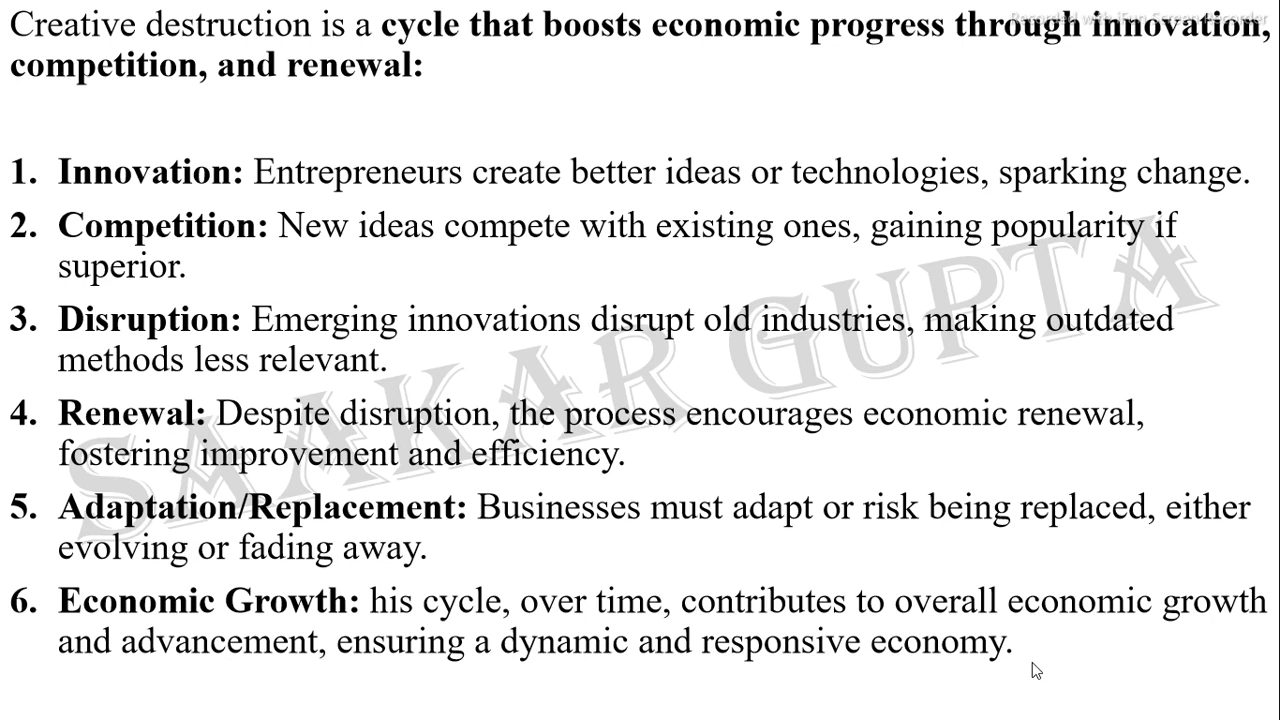 Recorded with iFun Screen Recorder
Creative destruction is a cycle that boosts economic progress through innovation,
competition, and renewal:
1. Innovation: Entrepreneurs create better ideas or technologies, sparking change.
2. Competition: New ideas compete with existing ones, gaining popularity if
superior.
3. Disruption: Emerging innovations disrupt old industries, making outdated
methods less relevant.
4. Renewal: Despite disruption, the process encourages economic renewal,
fostering improvement and efficiency.
5. Adaptation/Replacement: Businesses must adapt or risk being replaced, either
evolving or fading away.
6. Economic Growth: his cycle, over time, contributes to overall economic growth
and advancement, ensuring a dynamic and responsive economy.
SAAKAR GUPTA